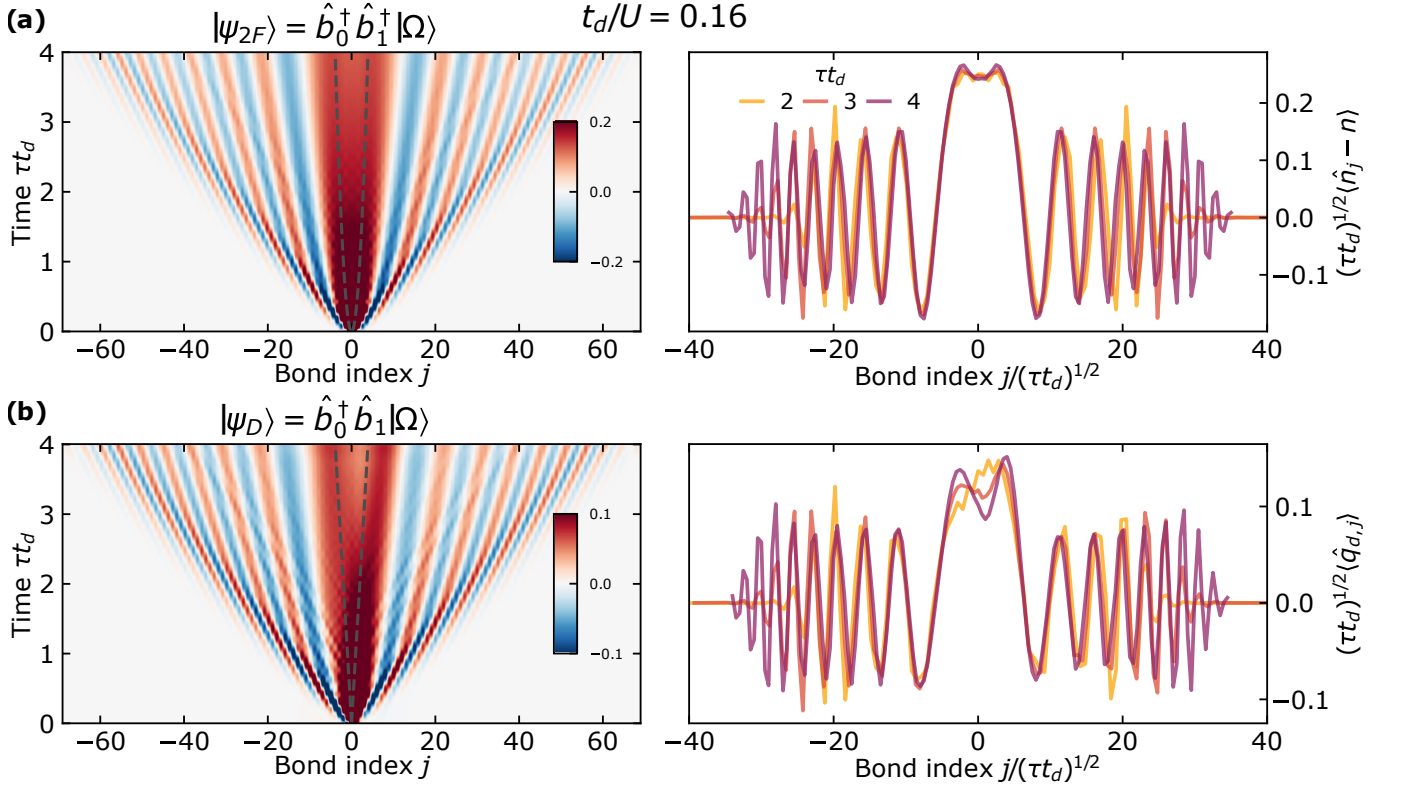 (a)
|ψ2F⟩ = b̂†0 b̂†1|Ω⟩
td/U = 0.16
Time τtd
4
3
2
1
0
0.2
0.0
−0.2
−60 −40 −20 0 20 40 60
Bond index j
τtd
2 3 4
0.2
0.1
0.0
−0.1
(τtd)1/2⟨n̂j − n⟩
−40 −20 0 20 40
Bond index j/(τtd)1/2
(b)
|ψD⟩ = b̂†0 b̂1|Ω⟩
Time τtd
4
3
2
1
0
0.1
0.0
−0.1
−60 −40 −20 0 20 40 60
Bond index j
0.1
0.0
−0.1
(τtd)1/2⟨q̂d,j⟩
−40 −20 0 20 40
Bond index j/(τtd)1/2